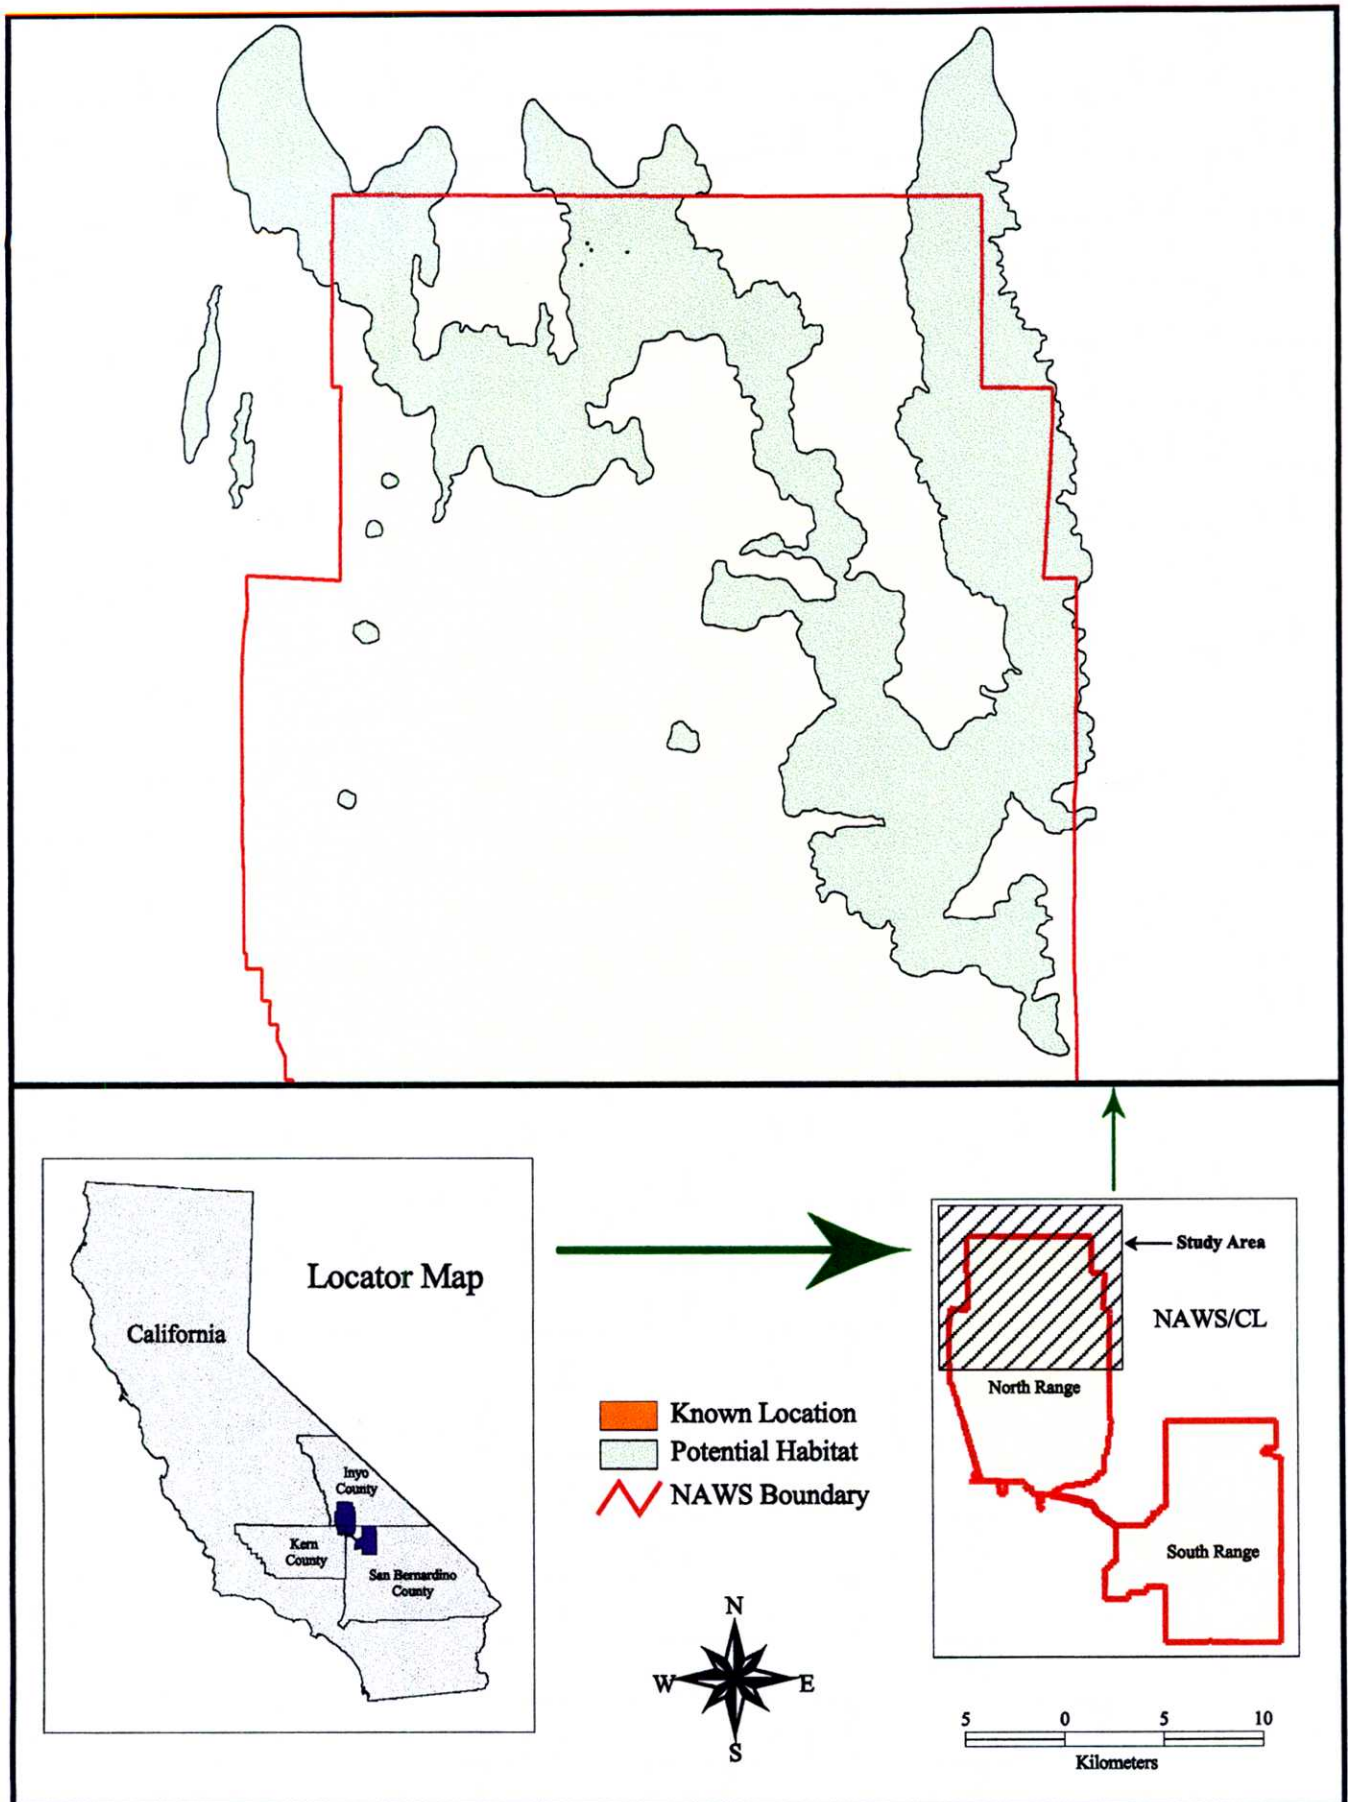 Locator Map
California
Inyo
County
Kern
County
San Bernardino
County
Known Location
Potential Habitat
NAWS Boundary
N
W
E
S
Study Area
NAWS/CL
North Range
South Range
5 0 5 10
Kilometers